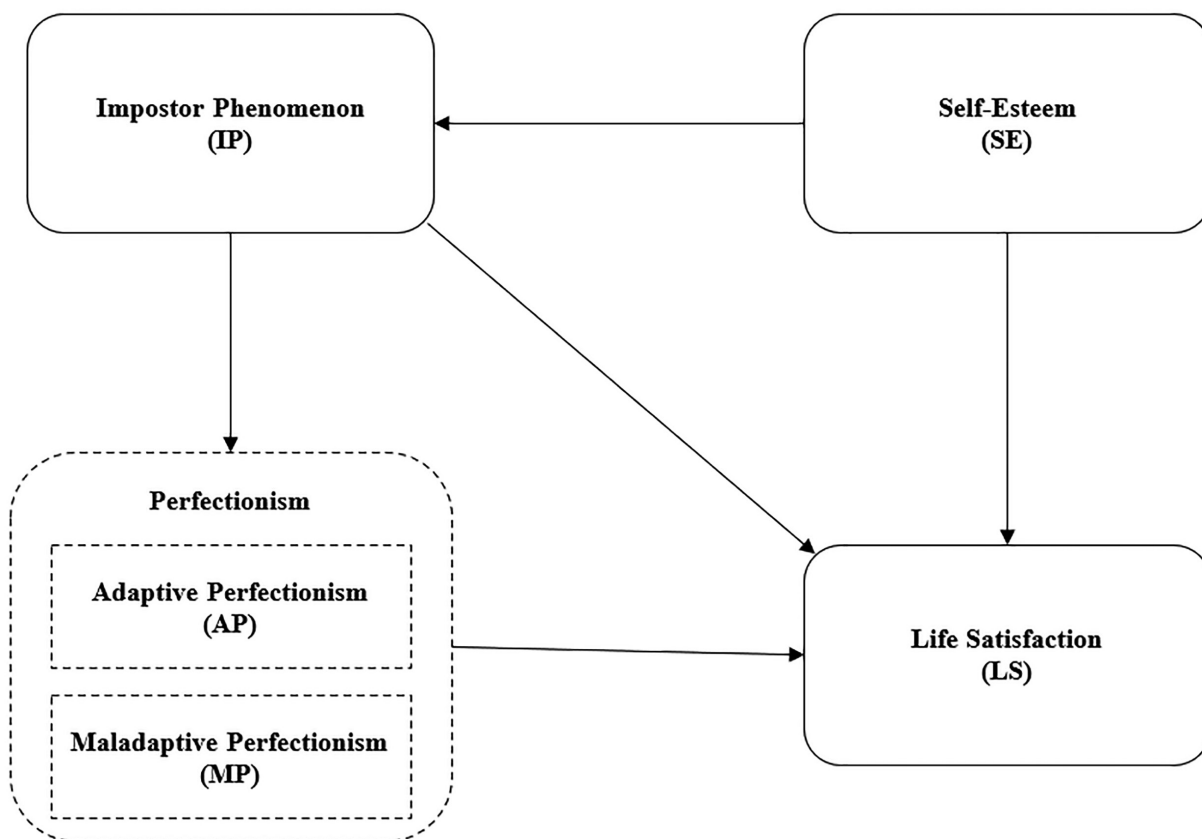 Impostor Phenomenon
(IP)
Self-Esteem
(SE)
Perfectionism
Adaptive Perfectionism
(AP)
Maladaptive Perfectionism
(MP)
Life Satisfaction
(LS)